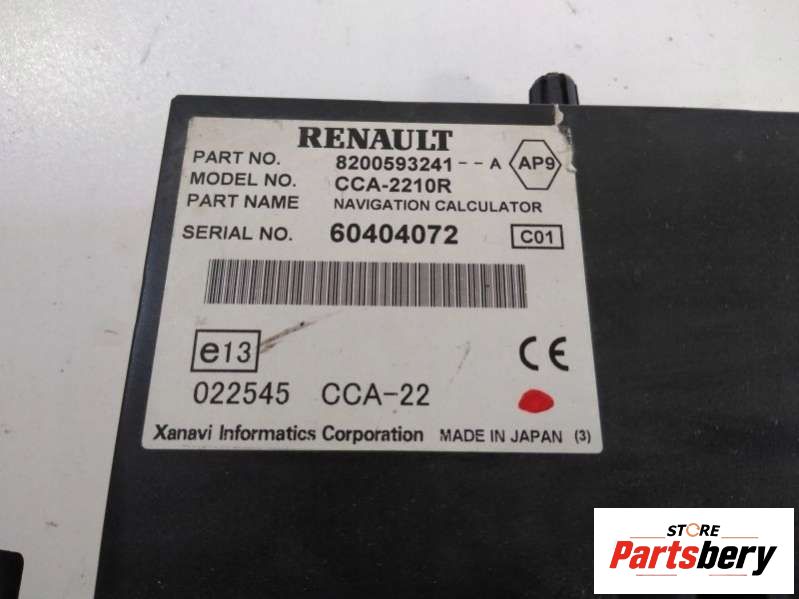 RENAULT
PART NO. 8200593241--A AP9
MODEL NO. CCA-2210R
PART NAME NAVIGATION CALCULATOR
SERIAL NO. 60404072 C01
e13 CE
022545 CCA-22
Xanavi Informatics Corporation MADE IN JAPAN (3)
STORE
Partsbery